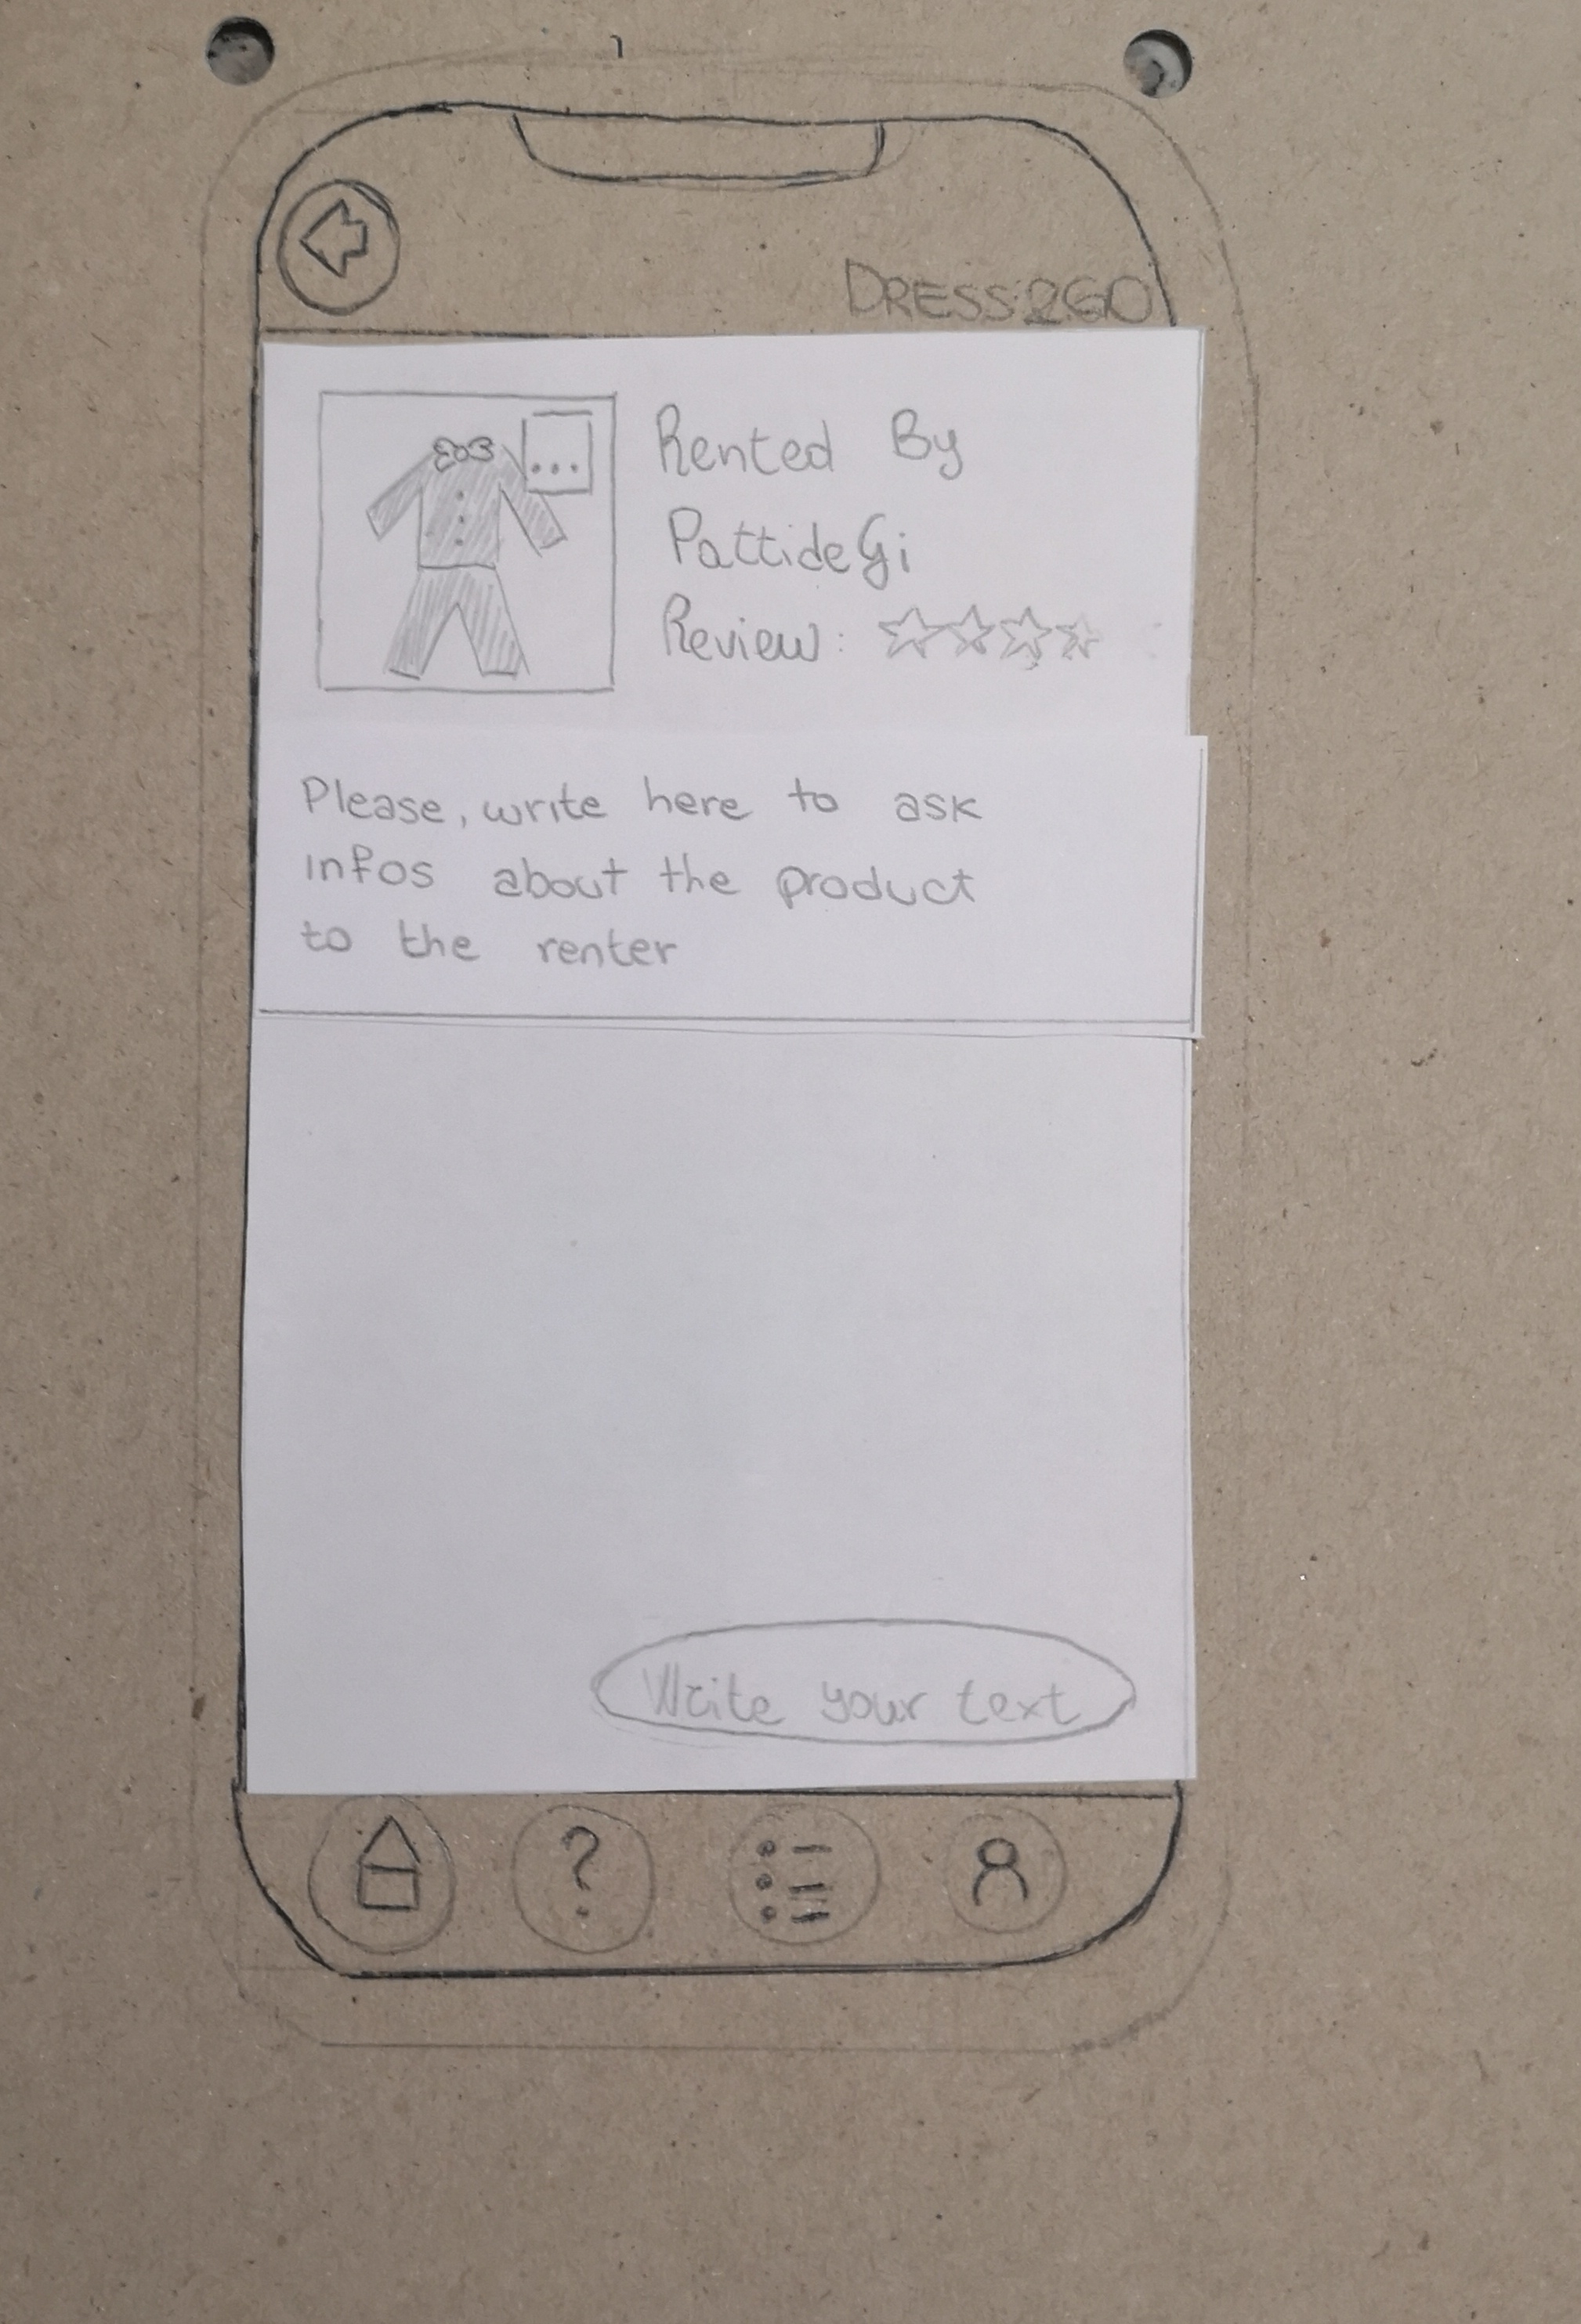 DRESS2GO
Rented By
PattideGi
Review:
Please, write here to ask
infos about the product
to the renter
Write your text
?